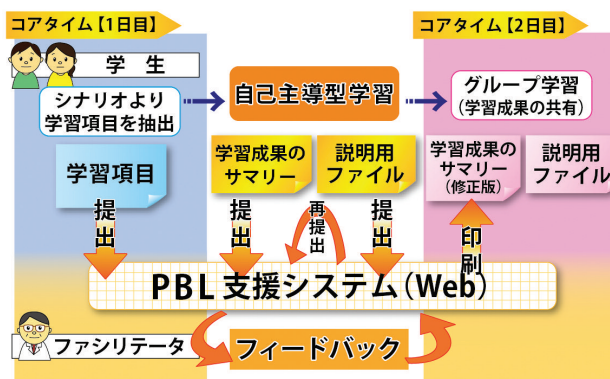 コアタイム【1日目】
コアタイム【2日目】
学生
シナリオより
学習項目を抽出
自己主導型学習
グループ学習
(学習成果の共有)
学習項目
学習成果の
サマリー
説明用
ファイル
学習成果の
サマリー
(修正版)
説明用
ファイル
提出
提出
再提出
提出
印刷
PBL支援システム(Web)
ファシリテータ
フィードバック